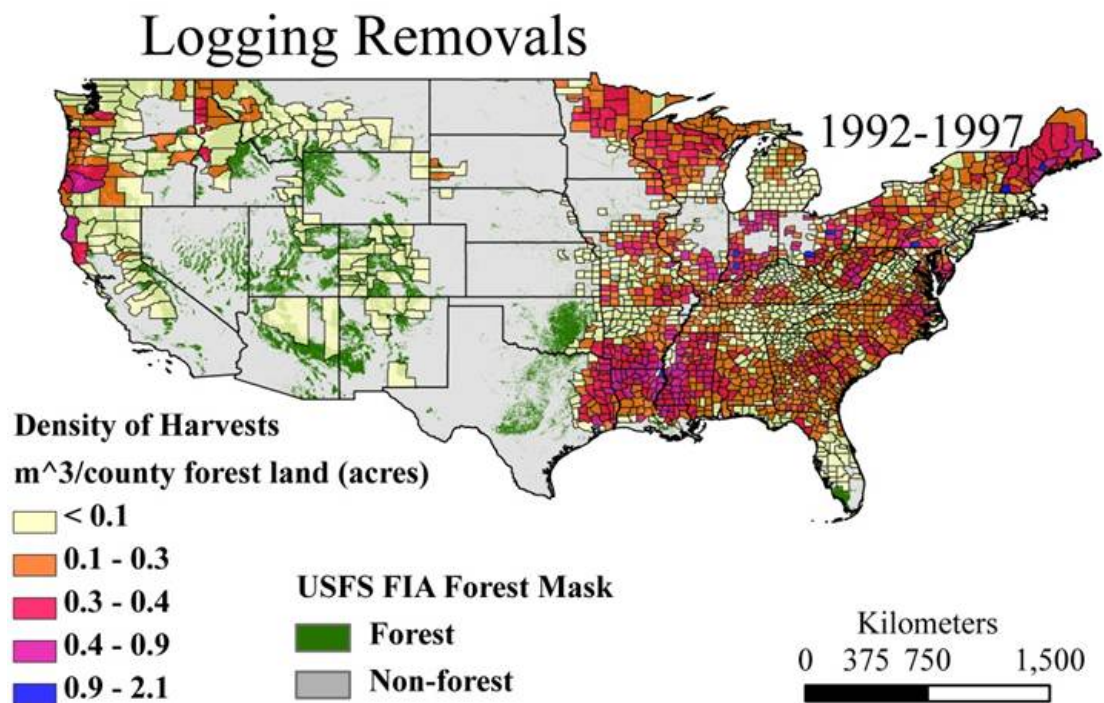 Logging Removals
1992-1997
Density of Harvests
m^3/county forest land (acres)
< 0.1
0.1 - 0.3
0.3 - 0.4
0.4 - 0.9
0.9 - 2.1
USFS FIA Forest Mask
Forest
Non-forest
Kilometers
0 375 750 1,500